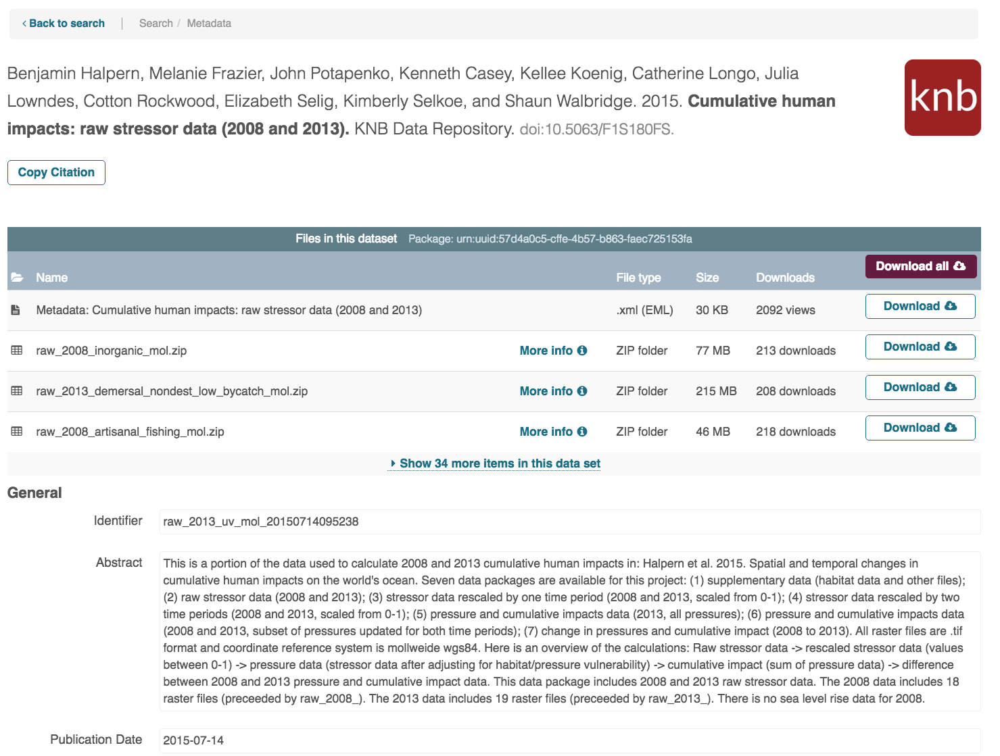 Back to search | Search / Metadata
Benjamin Halpern, Melanie Frazier, John Potapenko, Kenneth Casey, Kellee Koenig, Catherine Longo, Julia
Lowndes, Cotton Rockwood, Elizabeth Selig, Kimberly Selkoe, and Shaun Walbridge. 2015. Cumulative human
impacts: raw stressor data (2008 and 2013). KNB Data Repository. doi:10.5063/F1S180FS.
knb
Copy Citation
Files in this dataset Package: urn:uuid:57d4a0c5-cffe-4b57-b863-faec725153fa
Name File type Size Downloads Download all
Metadata: Cumulative human impacts: raw stressor data (2008 and 2013) .xml (EML) 30 KB 2092 views Download
raw_2008_inorganic_mol.zip More info ZIP folder 77 MB 213 downloads Download
raw_2013_demersal_nondest_low_bycatch_mol.zip More info ZIP folder 215 MB 208 downloads Download
raw_2008_artisanal_fishing_mol.zip More info ZIP folder 46 MB 218 downloads Download
Show 34 more items in this data set
General
Identifier raw_2013_uv_mol_20150714095238
Abstract This is a portion of the data used to calculate 2008 and 2013 cumulative human impacts in: Halpern et al. 2015. Spatial and temporal changes in
cumulative human impacts on the world's ocean. Seven data packages are available for this project: (1) supplementary data (habitat data and other files);
(2) raw stressor data (2008 and 2013); (3) stressor data rescaled by one time period (2008 and 2013, scaled from 0-1); (4) stressor data rescaled by two
time periods (2008 and 2013, scaled from 0-1); (5) pressure and cumulative impacts data (2013, all pressures); (6) pressure and cumulative impacts data
(2008 and 2013, subset of pressures updated for both time periods); (7) change in pressures and cumulative impact (2008 to 2013). All raster files are .tif
format and coordinate reference system is mollweide wgs84. Here is an overview of the calculations: Raw stressor data -> rescaled stressor data (values
between 0-1) -> pressure data (stressor data after adjusting for habitat/pressure vulnerability) -> cumulative impact (sum of pressure data) -> difference
between 2008 and 2013 pressure and cumulative impact data. This data package includes 2008 and 2013 raw stressor data. The 2008 data includes 18
raster files (preceeded by raw_2008_). The 2013 data includes 19 raster files (preceeded by raw_2013_). There is no sea level rise data for 2008.
Publication Date 2015-07-14